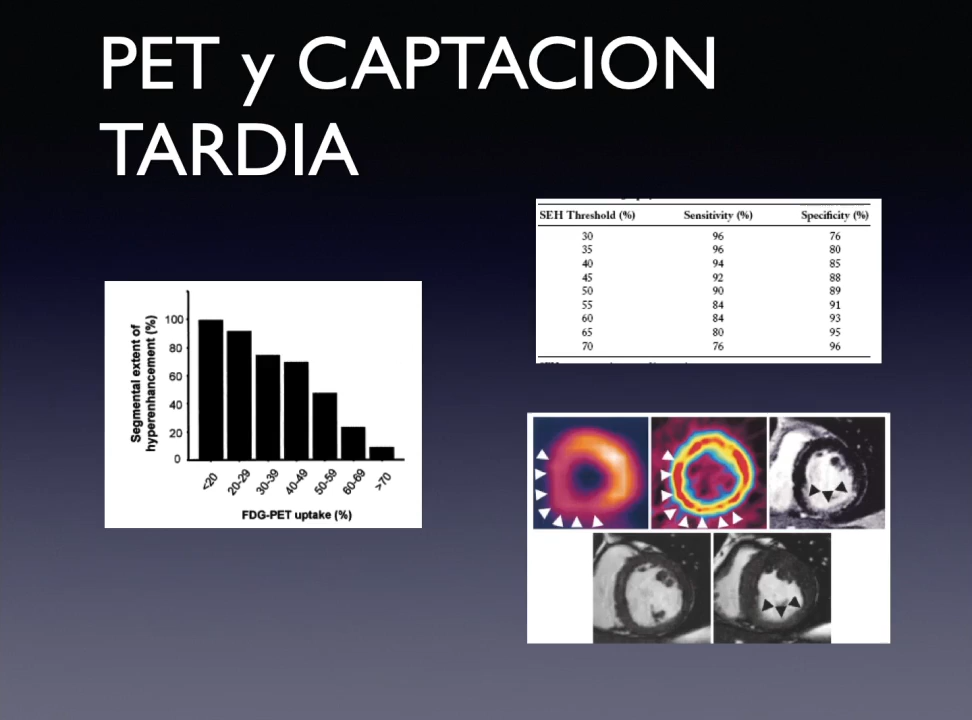 PET y CAPTACION
TARDIA
SEH Threshold (%) Sensitivity (%) Specificity (%)
30 96 76
35 96 80
40 94 85
45 92 88
50 90 89
55 84 91
60 84 93
65 80 95
70 76 96
Segmental extent of
hyperenhancement (%)
100
80
60
40
20
0
<20 20-29 30-39 40-49 50-59 60-69 >70
FDG-PET uptake (%)